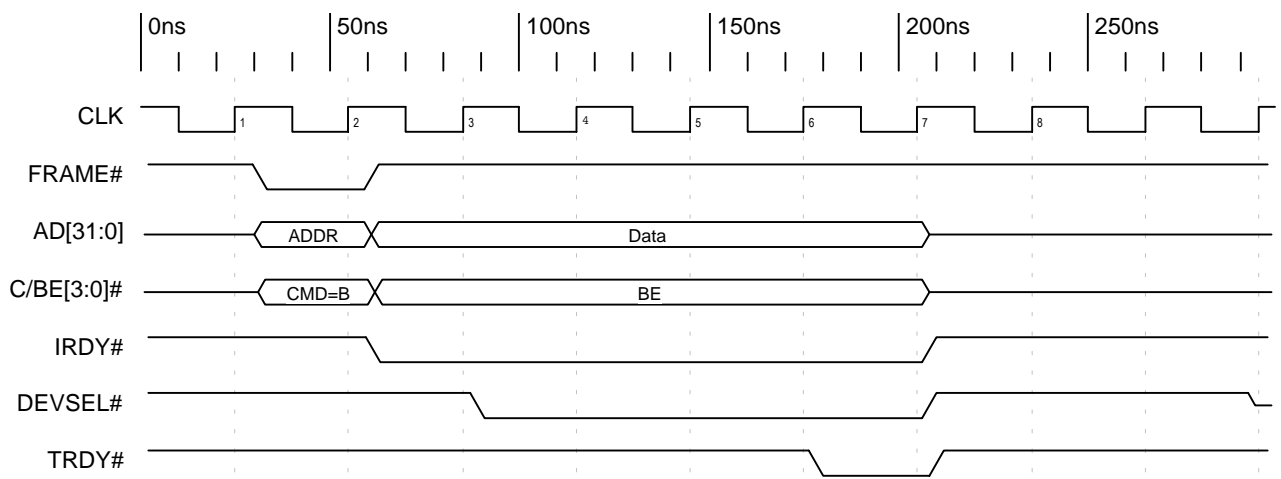 0ns 50ns 100ns 150ns 200ns 250ns
CLK 1 2 3 4 5 6 7 8
FRAME#
AD[31:0] ADDR Data
C/BE[3:0]# CMD=B BE
IRDY#
DEVSEL#
TRDY#